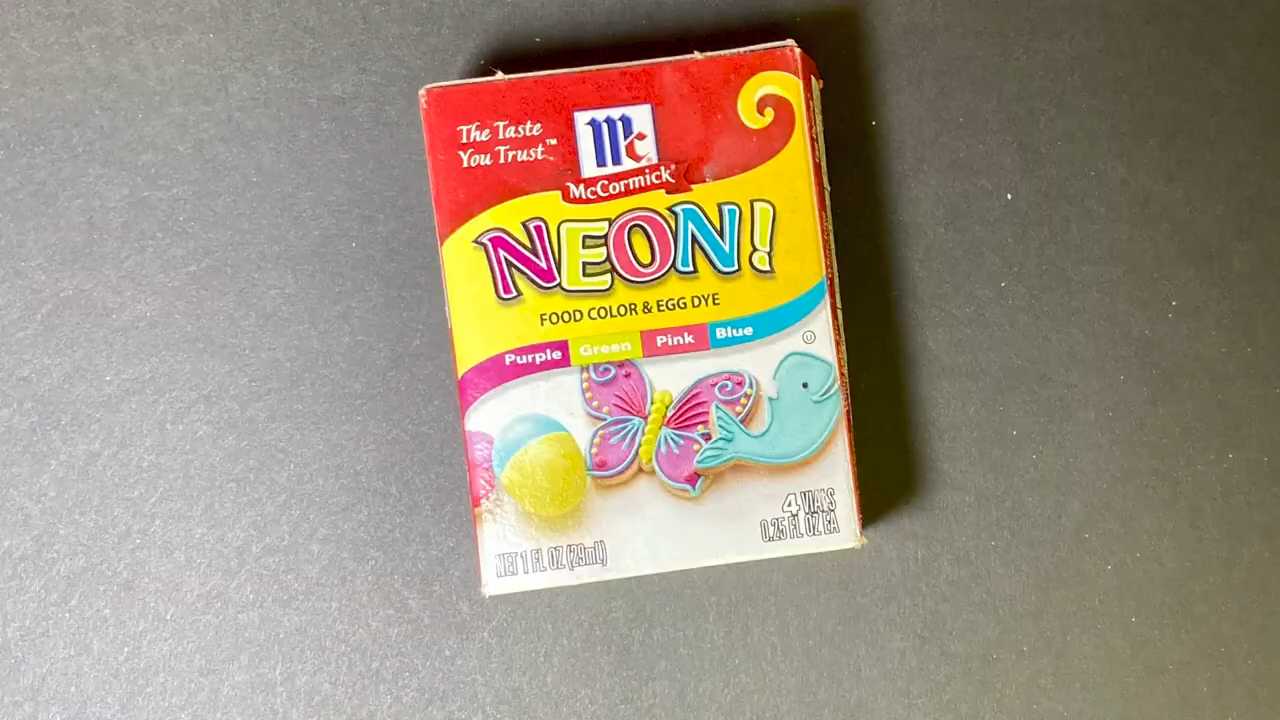 The Taste
You Trust™
Mc®
McCormick®
NEON!
FOOD COLOR & EGG DYE
Purple Green Pink Blue
U
4 VIALS
0.25 FL OZ EA
NET 1 FL OZ (29mL)